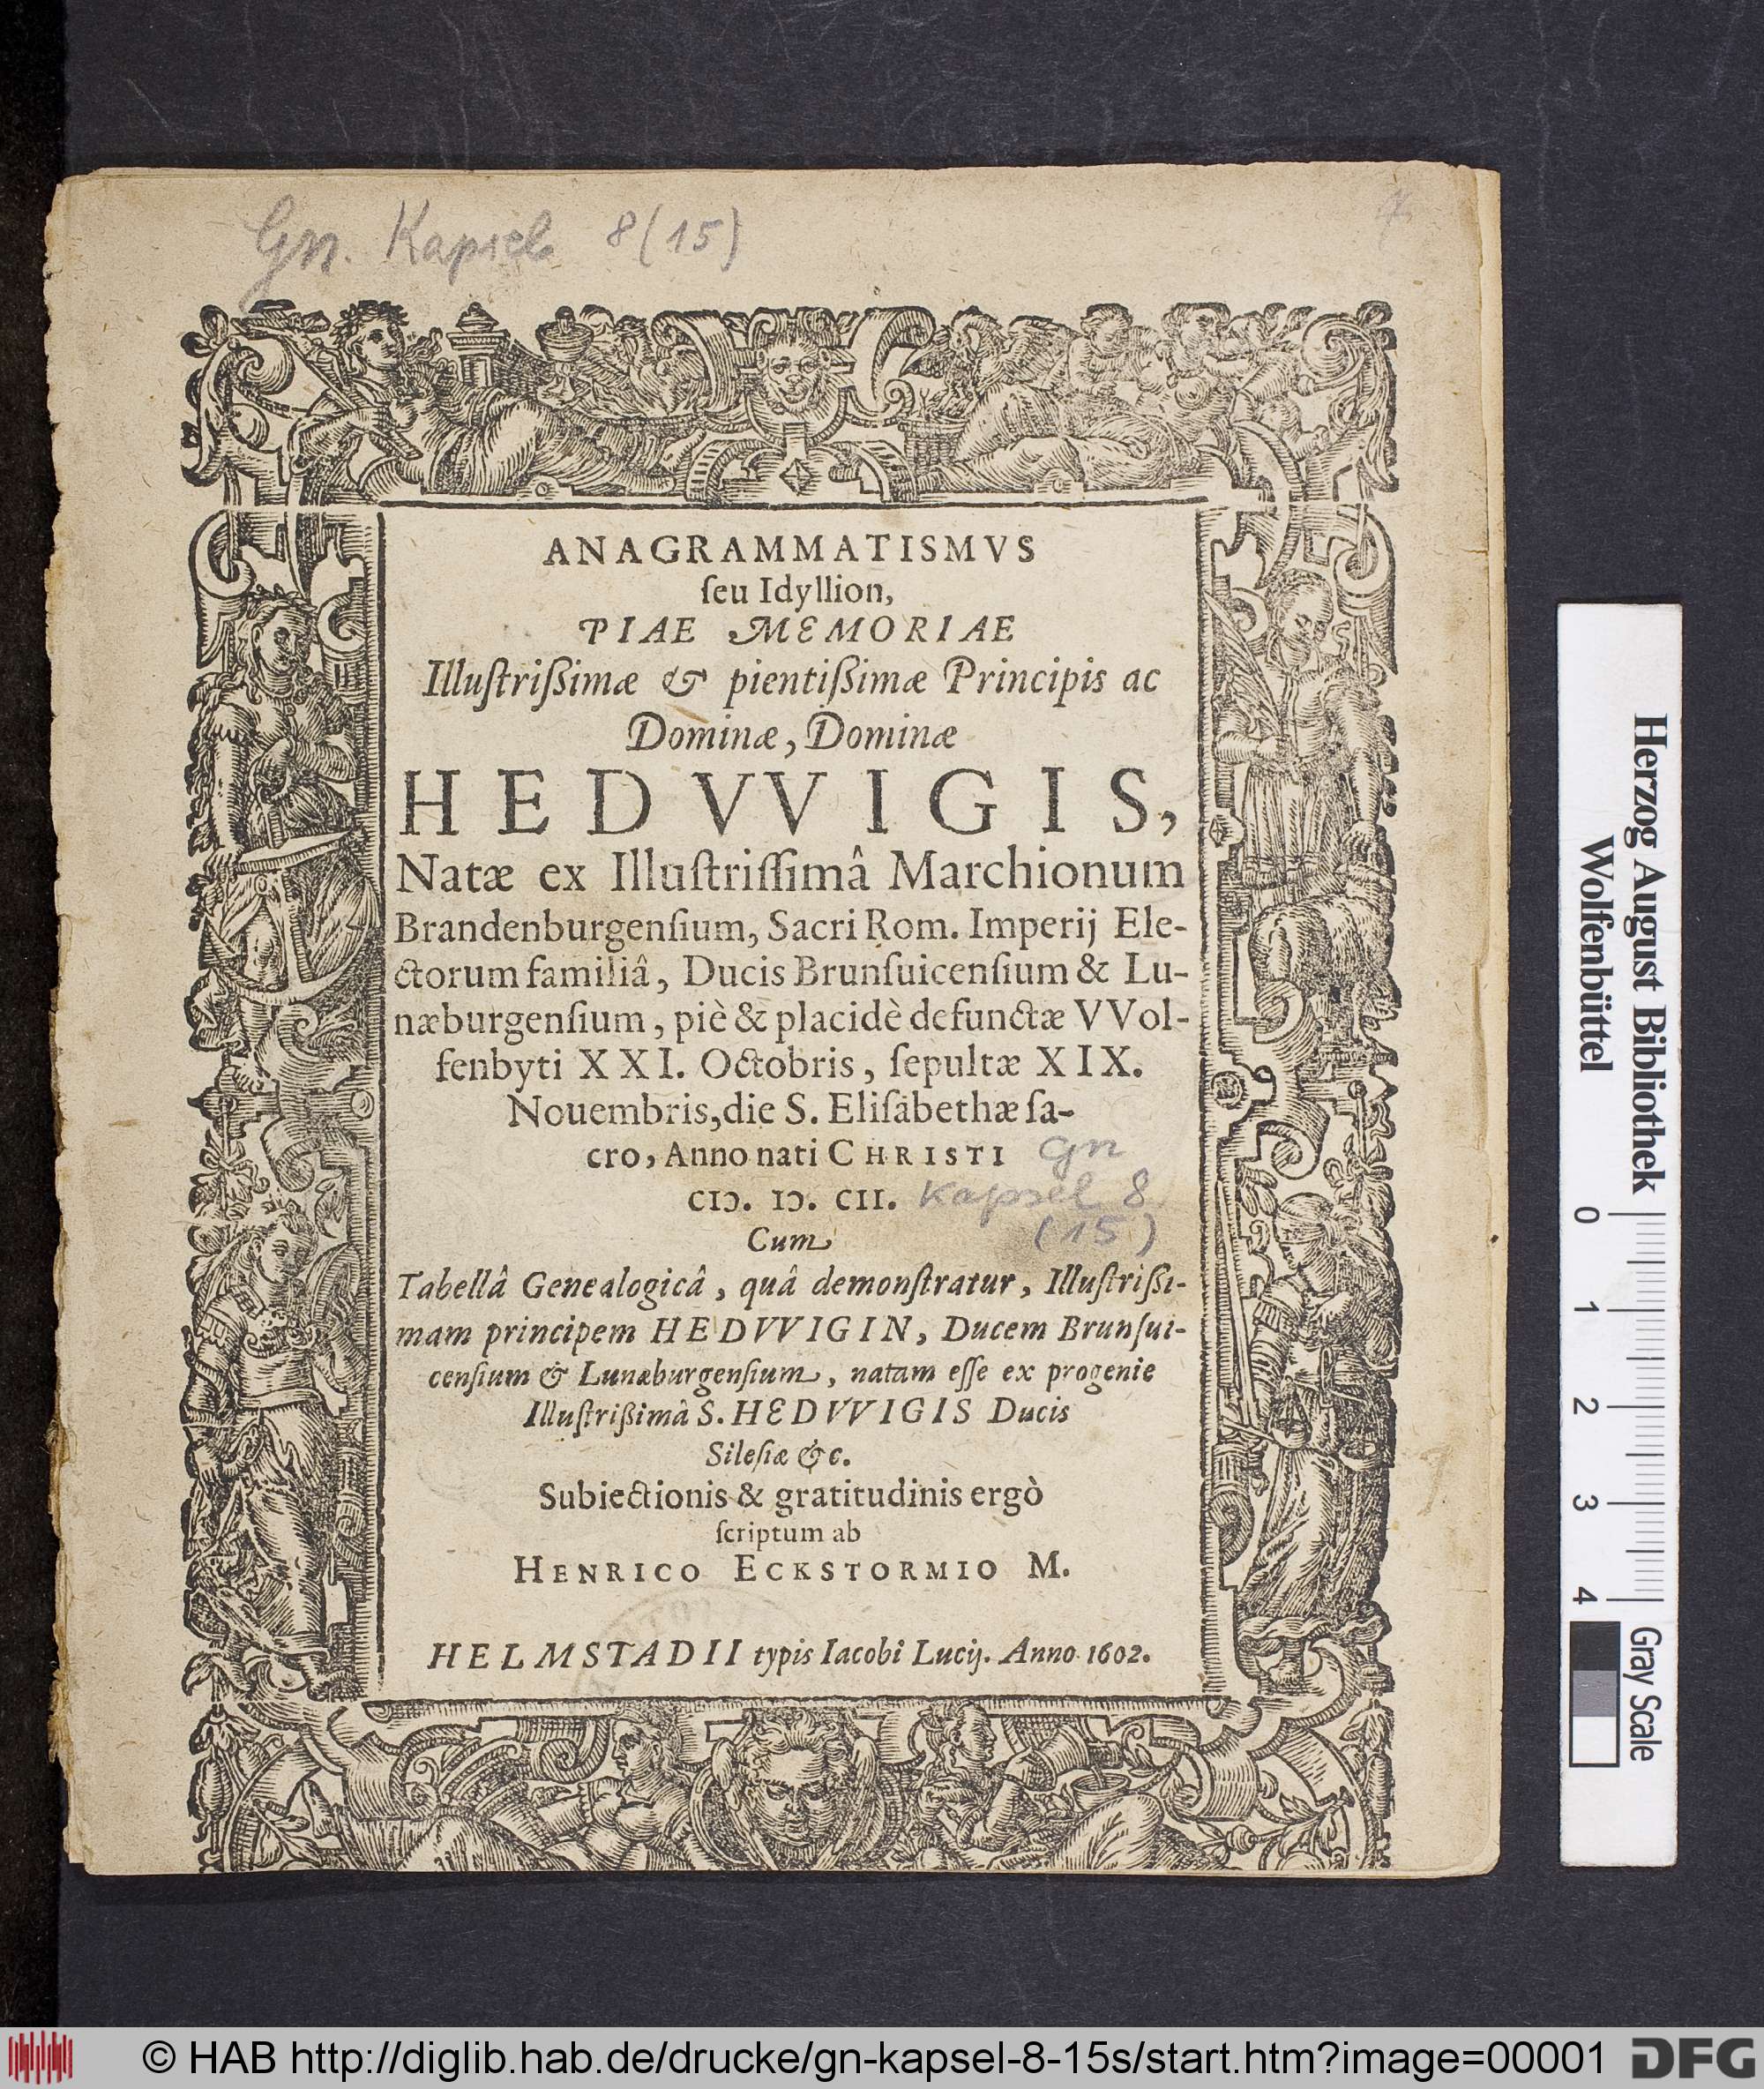 Gn. Kapsel 8 (15)
ANAGRAMMATISMVS
ſeu Idyllion,
PIAE MEMORIAE
Illuſtrißimæ & pientißimæ Principis ac
Dominæ, Dominæ
HEDVVIGIS,
Natæ ex Illuſtriſſimâ Marchionum
Brandenburgenſium, Sacri Rom. Imperij Ele-
ctorum familiâ, Ducis Brunſuicenſium & Lu-
næburgenſium, piè & placidè defunctæ VVol-
fenbyti XXI. Octobris, ſepultæ XIX.
Nouembris, die S. Eliſabethæ ſa-
cro, Anno nati CHRISTI Gn
CIↃ. IↃ. CII. Kapsel 8
(15)
Cum
Tabellâ Genealogicâ, quâ demonſtratur, Illuſtrißi-
mam principem HEDVVIGIN, Ducem Brunſui-
cenſium & Lunæburgenſium, natam eſſe ex progenie
Illuſtrißimâ S. HEDVVIGIS Ducis
Sileſiæ &c.
Subiectionis & gratitudinis ergò
ſcriptum ab
HENRICO ECKSTORMIO M.
HELMSTADII typis Iacobi Lucij. Anno 1602.
Herzog August Bibliothek
Wolfenbüttel
0 1 2 3 4
Gray Scale
© HAB http://diglib.hab.de/drucke/gn-kapsel-8-15s/start.htm?image=00001
DFG